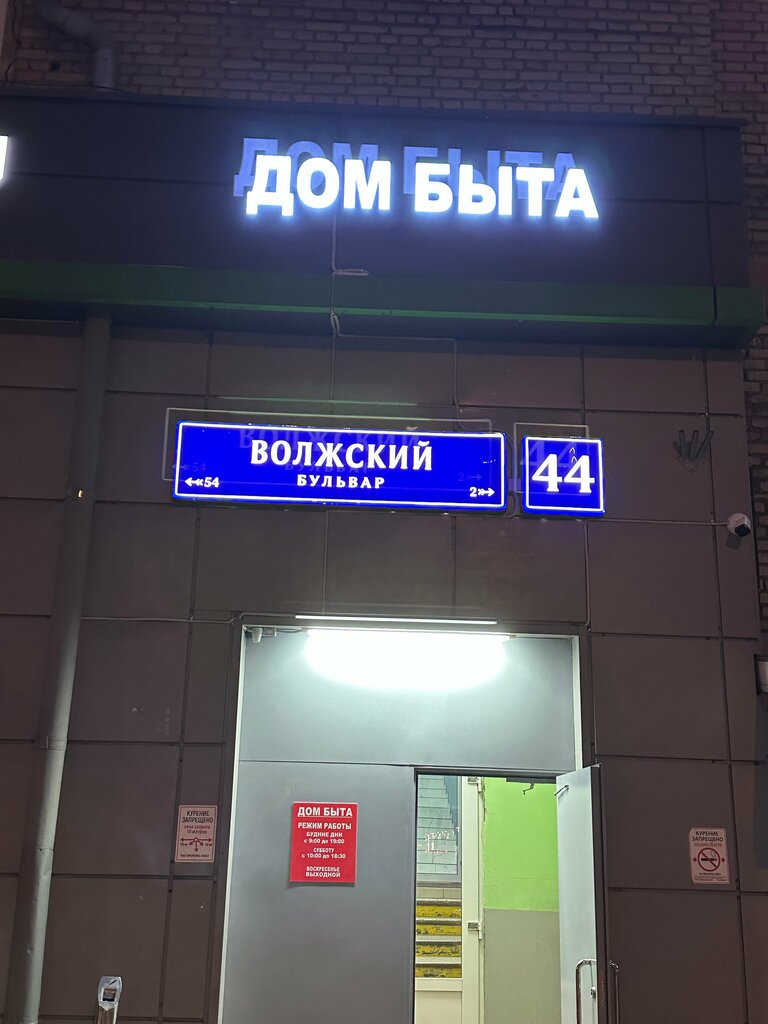 ДОМ БЫТА
ВОЛЖСКИЙ
БУЛЬВАР
54
2
44
ДОМ БЫТА
РЕЖИМ РАБОТЫ
БУДНИЕ ДНИ
с 9:00 до 19:00
СУББОТУ
с 10:00 до 18:30
ВОСКРЕСЕНЬЕ
ВЫХОДНОЙ
КУРЕНИЕ
ЗАПРЕЩЕНО
КУРЕНИЕ
ЗАПРЕЩЕНО